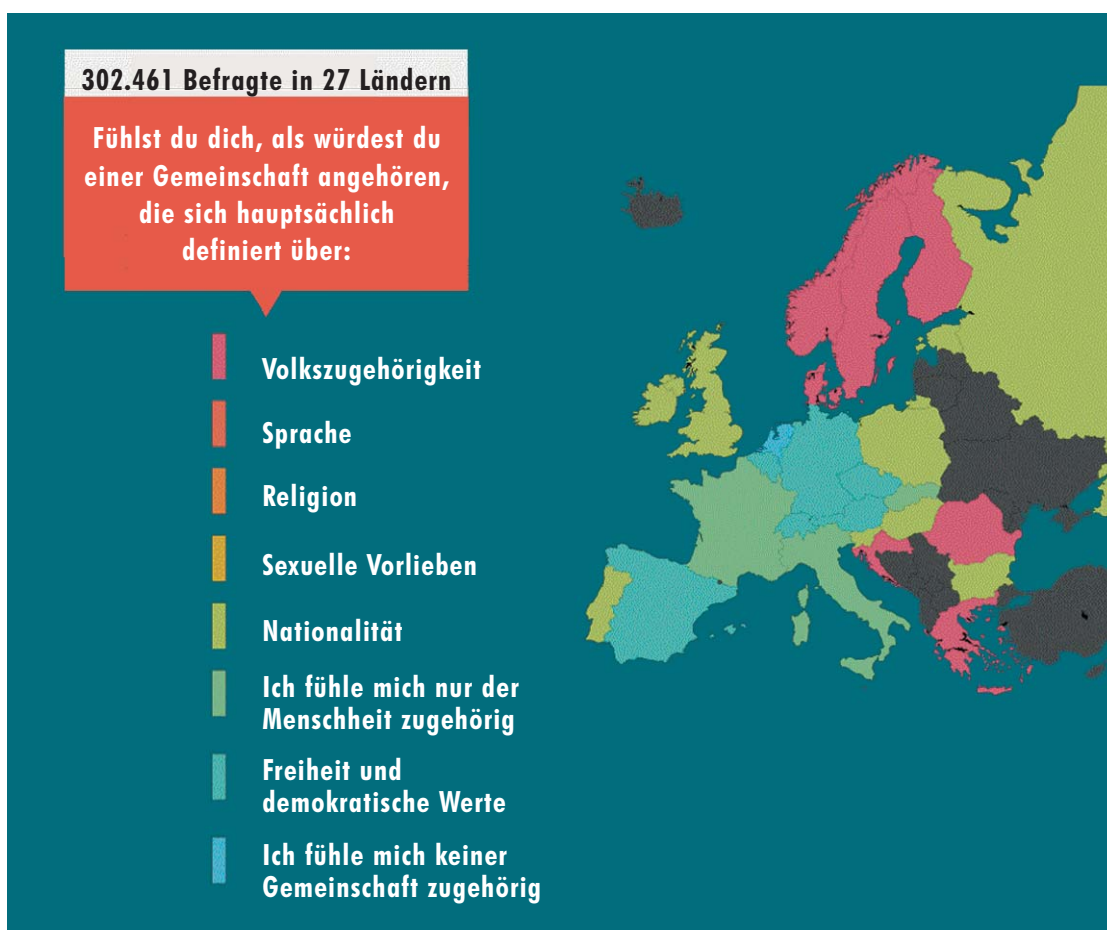 302.461 Befragte in 27 Ländern
Fühlst du dich, als würdest du
einer Gemeinschaft angehören,
die sich hauptsächlich
definiert über:
Volkszugehörigkeit
Sprache
Religion
Sexuelle Vorlieben
Nationalität
Ich fühle mich nur der
Menschheit zugehörig
Freiheit und
demokratische Werte
Ich fühle mich keiner
Gemeinschaft zugehörig